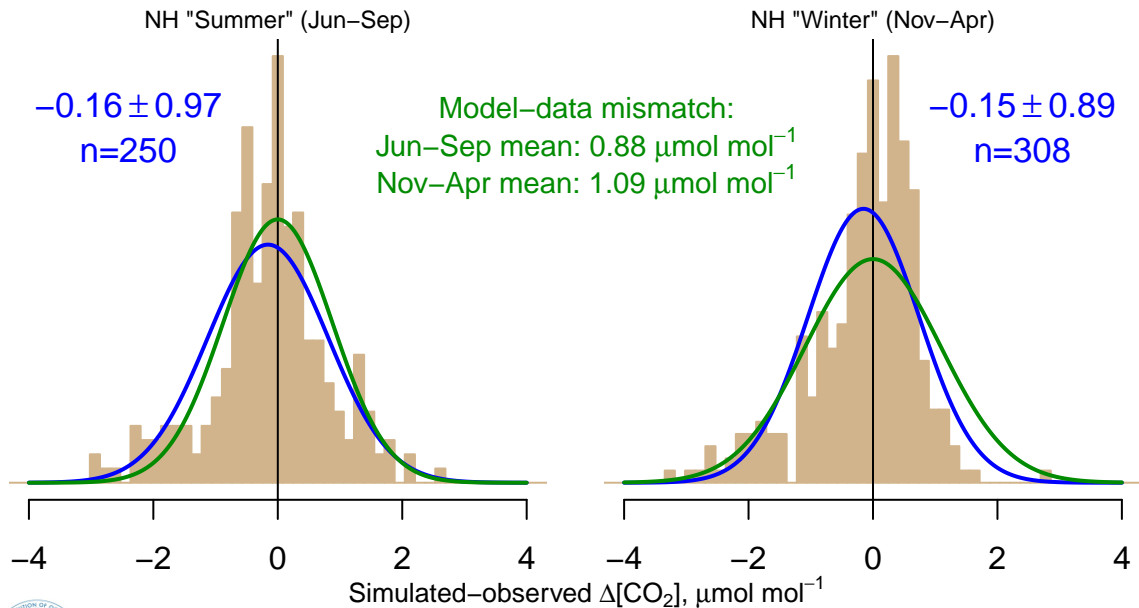 NH "Summer" (Jun−Sep)
NH "Winter" (Nov−Apr)
−0.16 ± 0.97
n=250
Model−data mismatch:
Jun−Sep mean: 0.88 μmol mol⁻¹
Nov−Apr mean: 1.09 μmol mol⁻¹
−0.15 ± 0.89
n=308
−4 −2 0 2 4
−4 −2 0 2 4
Simulated−observed Δ[CO₂], μmol mol⁻¹